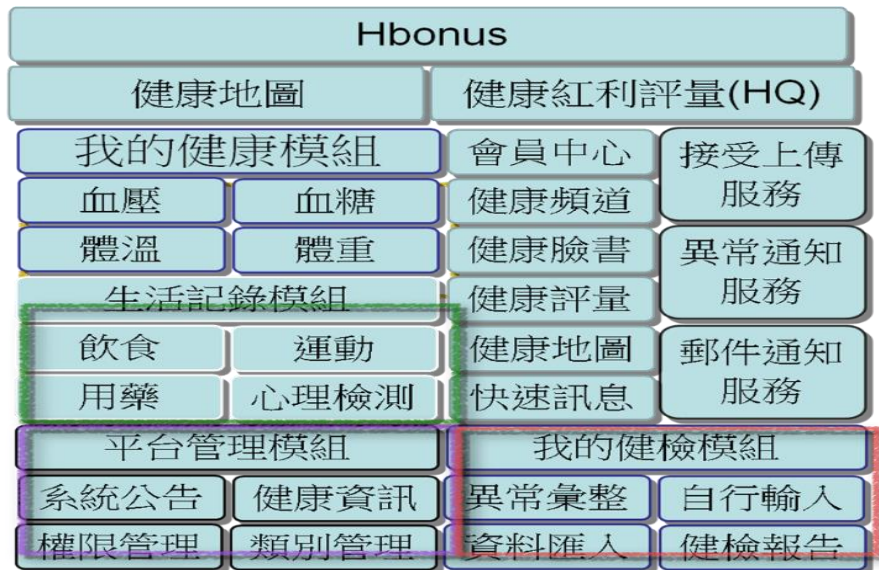 Hbonus
健康地圖 健康紅利評量(HQ)
我的健康模組 會員中心 接受上傳服務
血壓 血糖 健康頻道
體溫 體重 健康臉書 異常通知服務
生活記錄模組 健康評量
飲食 運動 健康地圖 郵件通知服務
用藥 心理檢測 快速訊息
平台管理模組 我的健檢模組
系統公告 健康資訊 異常彙整 自行輸入
權限管理 類別管理 資料匯入 健檢報告